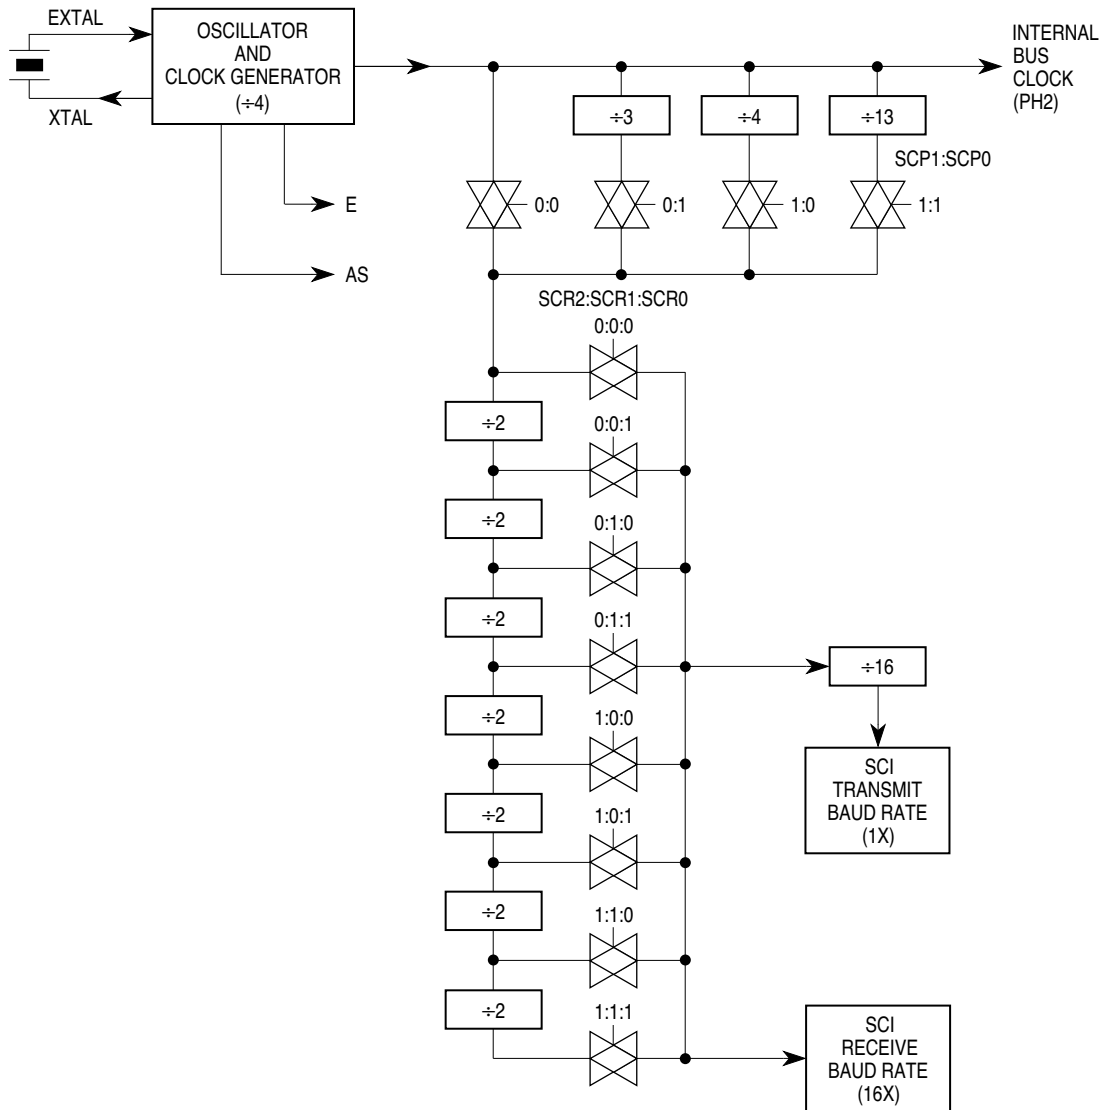 EXTAL
XTAL
OSCILLATOR
AND
CLOCK GENERATOR
(÷4)
INTERNAL
BUS
CLOCK
(PH2)
÷3
÷4
÷13
SCP1:SCP0
0:0
0:1
1:0
1:1
E
AS
SCR2:SCR1:SCR0
0:0:0
÷2
0:0:1
÷2
0:1:0
÷2
0:1:1
÷16
÷2
1:0:0
SCI
TRANSMIT
BAUD RATE
(1X)
÷2
1:0:1
÷2
1:1:0
÷2
1:1:1
SCI
RECEIVE
BAUD RATE
(16X)